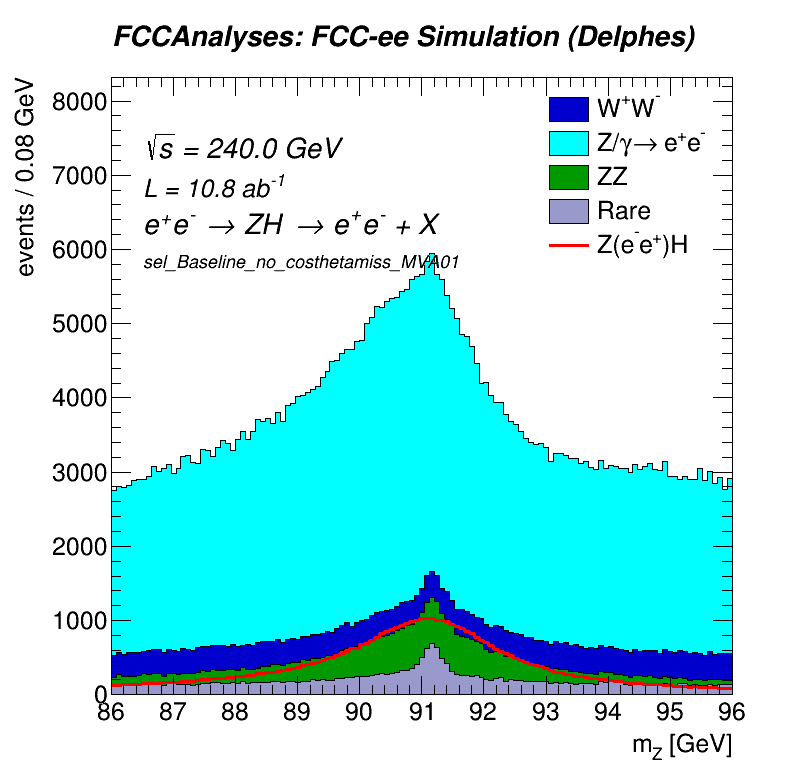 FCCAnalyses: FCC-ee Simulation (Delphes)
events / 0.08 GeV
8000
7000
6000
5000
4000
3000
2000
1000
0
√s = 240.0 GeV
L = 10.8 ab⁻¹
e⁺e⁻ → ZH → e⁺e⁻ + X
sel_Baseline_no_costhetamiss_MVA01
W⁺W⁻
Z/γ→ e⁺e⁻
ZZ
Rare
Z(e⁻e⁺)H
86 87 88 89 90 91 92 93 94 95 96
m_Z [GeV]